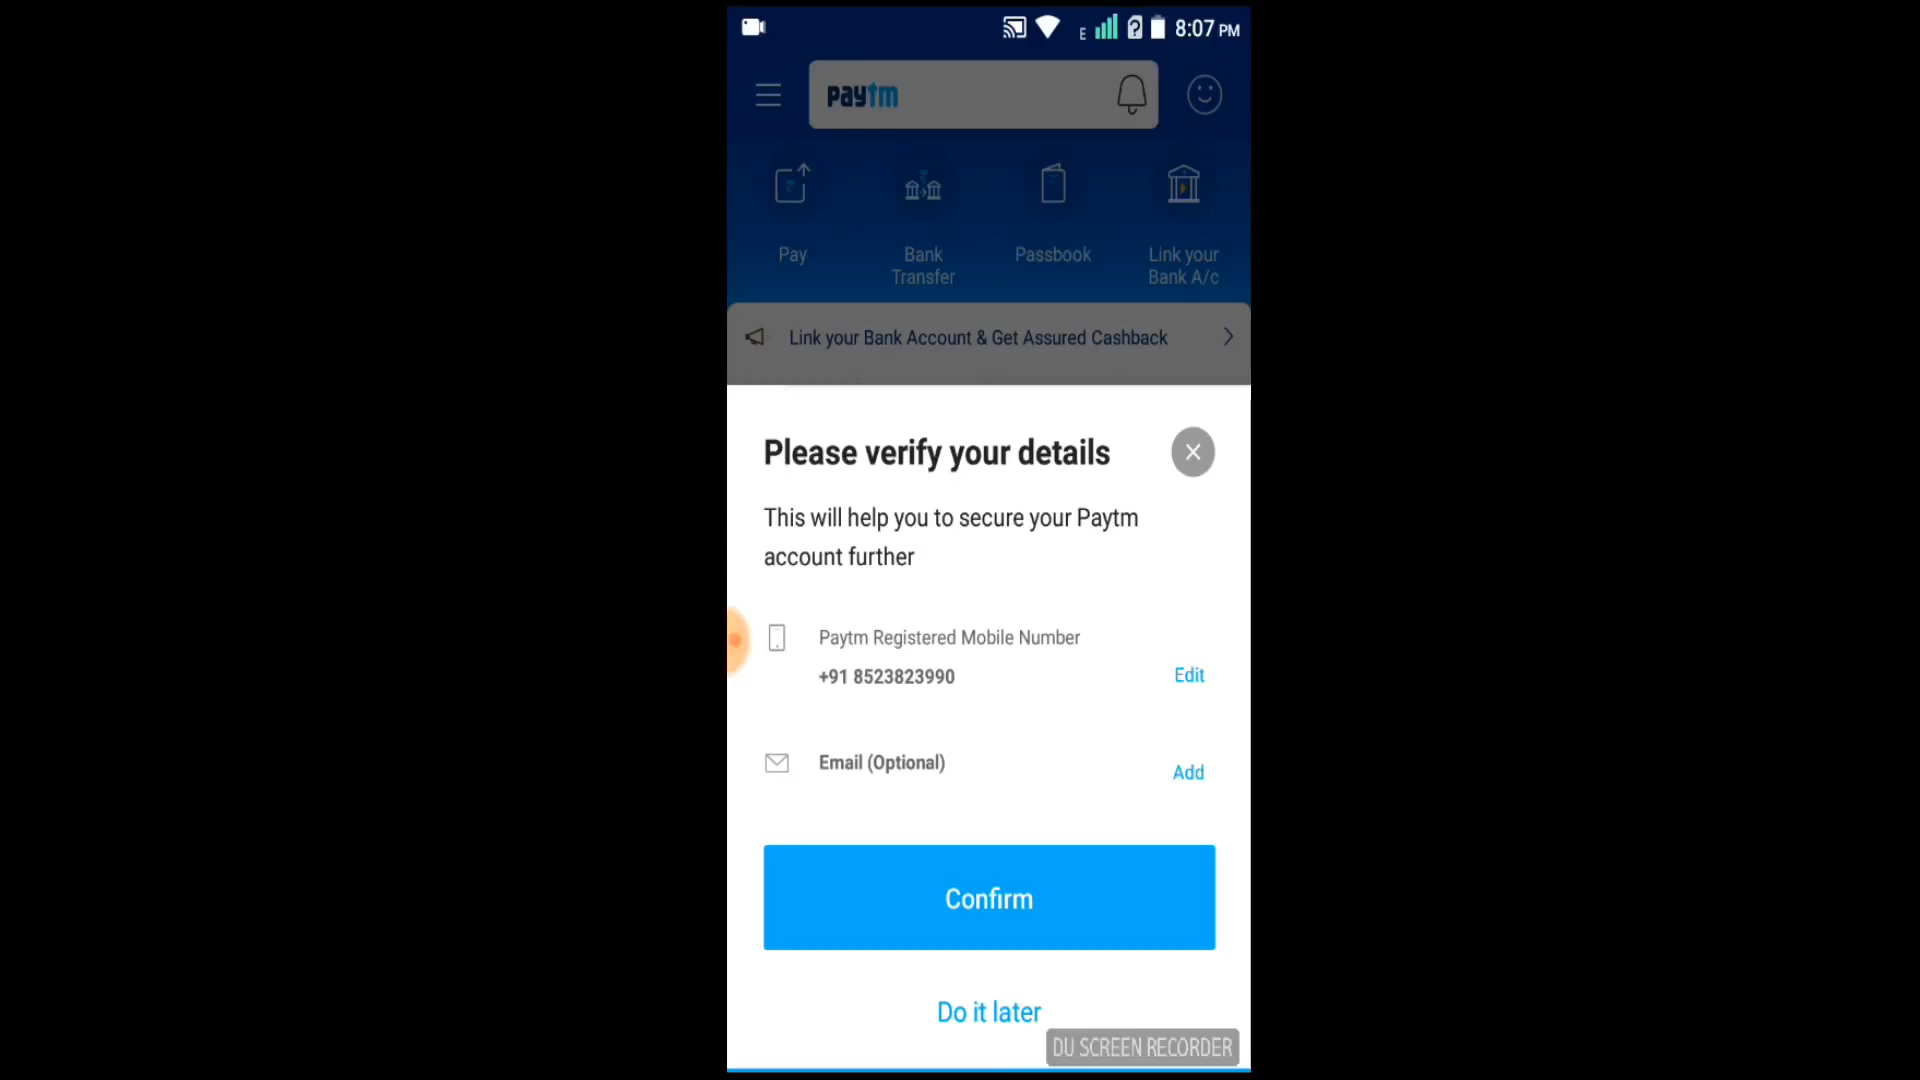 E 8:07 PM
paytm
Pay
Bank
Transfer
Passbook
Link your
Bank A/c
Link your Bank Account & Get Assured Cashback
Please verify your details
This will help you to secure your Paytm
account further
Paytm Registered Mobile Number
+91 8523823990
Edit
Email (Optional)
Add
Confirm
Do it later
DU SCREEN RECORDER